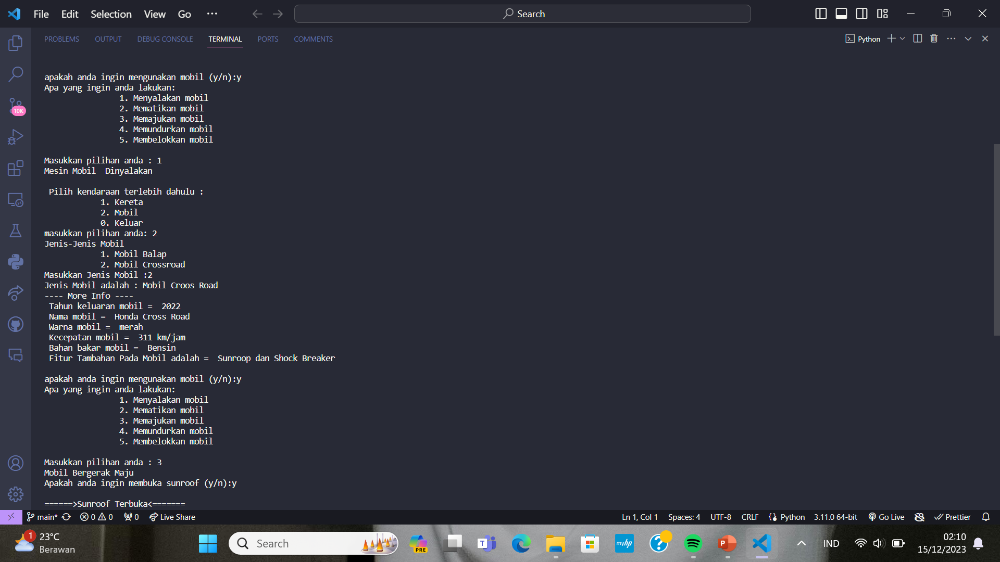 File Edit Selection View Go ··· Search
PROBLEMS OUTPUT DEBUG CONSOLE TERMINAL PORTS COMMENTS Python
10K
apakah anda ingin mengunakan mobil (y/n):y
Apa yang ingin anda lakukan:
1. Menyalakan mobil
2. Mematikan mobil
3. Memajukan mobil
4. Memundurkan mobil
5. Membelokkan mobil
Masukkan pilihan anda : 1
Mesin Mobil  Dinyalakan
Pilih kendaraan terlebih dahulu :
1. Kereta
2. Mobil
0. Keluar
masukkan pilihan anda: 2
Jenis-Jenis Mobil
1. Mobil Balap
2. Mobil Crossroad
Masukkan Jenis Mobil :2
Jenis Mobil adalah : Mobil Croos Road
---- More Info ----
Tahun keluaran mobil =  2022
Nama mobil =  Honda Cross Road
Warna mobil =  merah
Kecepatan mobil =  311 km/jam
Bahan bakar mobil =  Bensin
Fitur Tambahan Pada Mobil adalah =  Sunroop dan Shock Breaker
apakah anda ingin mengunakan mobil (y/n):y
Apa yang ingin anda lakukan:
1. Menyalakan mobil
2. Mematikan mobil
3. Memajukan mobil
4. Memundurkan mobil
5. Membelokkan mobil
Masukkan pilihan anda : 3
Mobil Bergerak Maju
Apakah anda ingin membuka sunroof (y/n):y
======>Sunroof Terbuka<=======
main* 0 0 0 Live Share Ln 1, Col 1 Spaces: 4 UTF-8 CRLF Python 3.11.0 64-bit Go Live Prettier
1 23°C
Berawan
Search
PRE
T
myhp
?
P
IND
02:10
15/12/2023